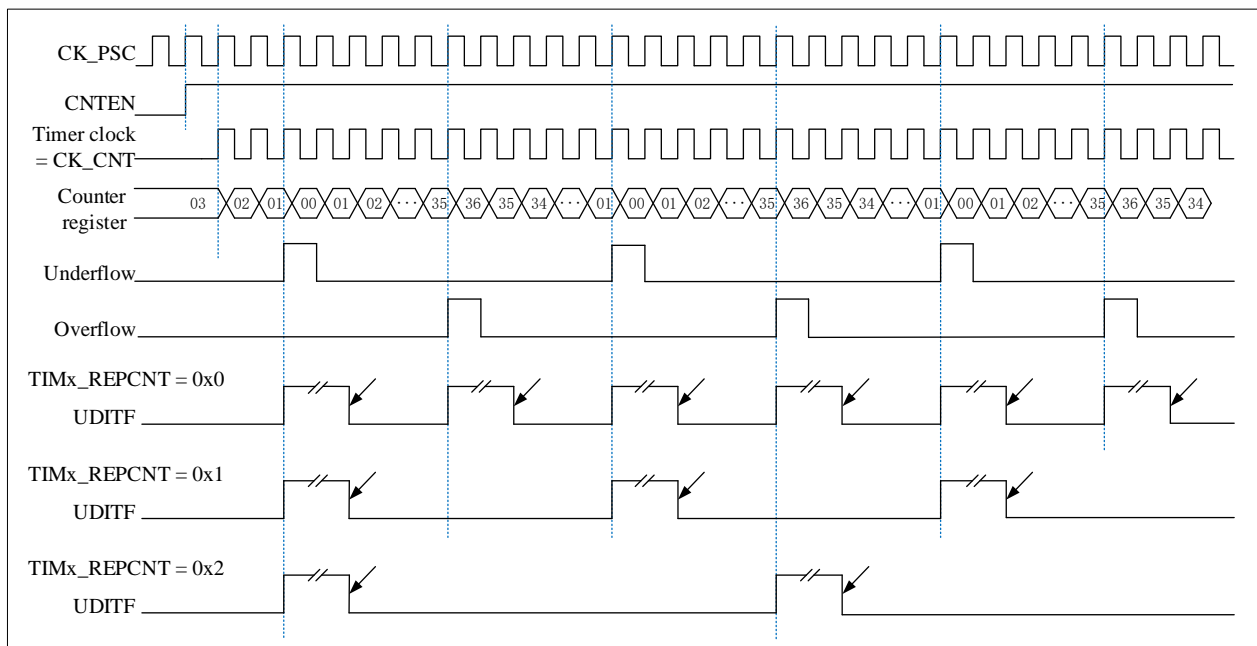 CK_PSC
CNTEN
Timer clock
= CK_CNT
Counter
register
03 02 01 00 01 02 ··· 35 36 35 34 ··· 01 00 01 02 ··· 35 36 35 34 ··· 01 00 01 02 ··· 35 36 35 34
Underflow
Overflow
TIMx_REPCNT = 0x0
UDITF
TIMx_REPCNT = 0x1
UDITF
TIMx_REPCNT = 0x2
UDITF